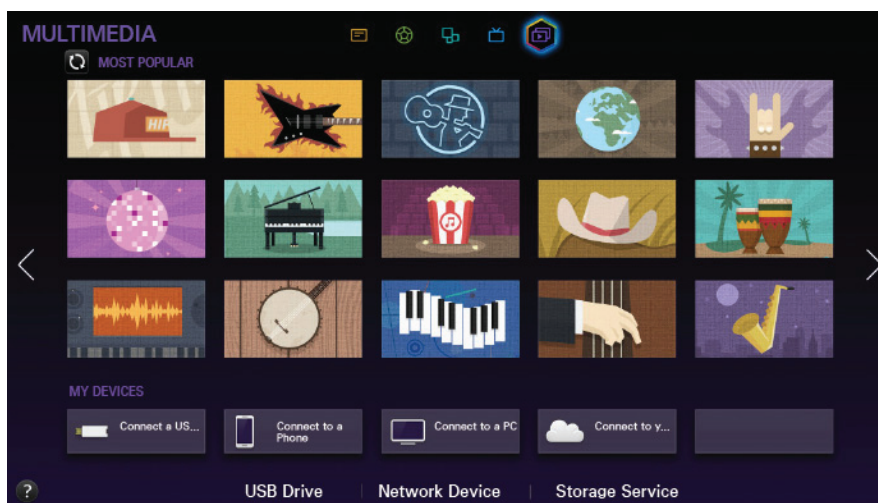 MULTIMEDIA
MOST POPULAR
HIP
MY DEVICES
Connect a US...
Connect to a
Phone
Connect to a PC
Connect to y...
?
USB Drive
Network Device
Storage Service